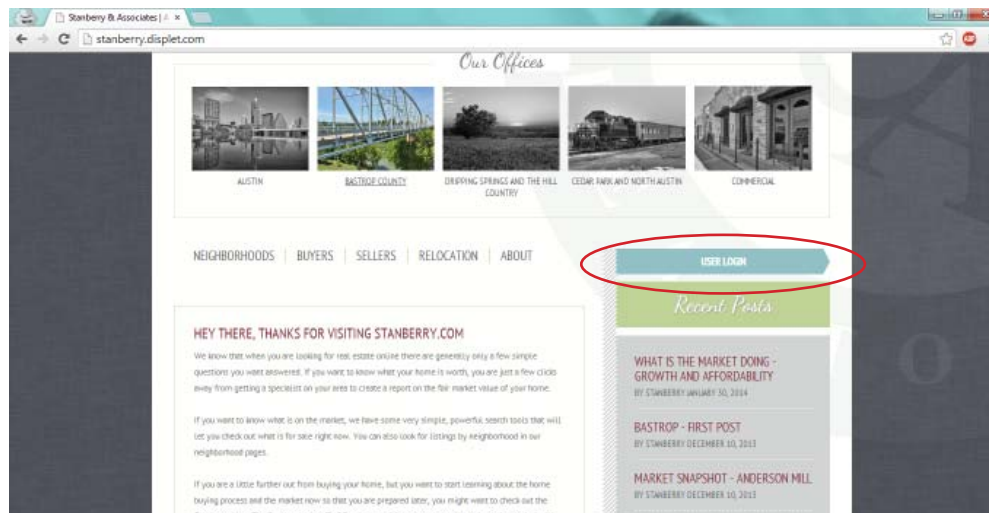 Stanberry & Associates | A
stanberry.displet.com
Our Offices
AUSTIN
BASTROP COUNTY
DRIPPING SPRINGS AND THE HILL
COUNTRY
CEDAR PARK AND NORTH AUSTIN
COMMERCIAL
NEIGHBORHOODS
BUYERS
SELLERS
RELOCATION
ABOUT
USER LOGIN
Recent Posts
HEY THERE, THANKS FOR VISITING STANBERRY.COM
We know that when you are looking for real estate online there are generally only a few simple
questions you want answered. If you want to know what your home is worth, you are just a few clicks
away from getting a specialist on your area to create a report on the fair market value of your home.
If you want to know what is on the market, we have some very simple, powerful search tools that will
let you check out what is for sale right now. You can also look for listings by neighborhood in our
neighborhood pages.
If you are a little further out from buying your home, but you want to start learning about the home
buying process and the market now so that you are prepared later, you might want to check out the
WHAT IS THE MARKET DOING -
GROWTH AND AFFORDABILITY
BY STANBERRY JANUARY 30, 2014
BASTROP - FIRST POST
BY STANBERRY DECEMBER 10, 2013
MARKET SNAPSHOT - ANDERSON MILL
BY STANBERRY DECEMBER 10, 2013